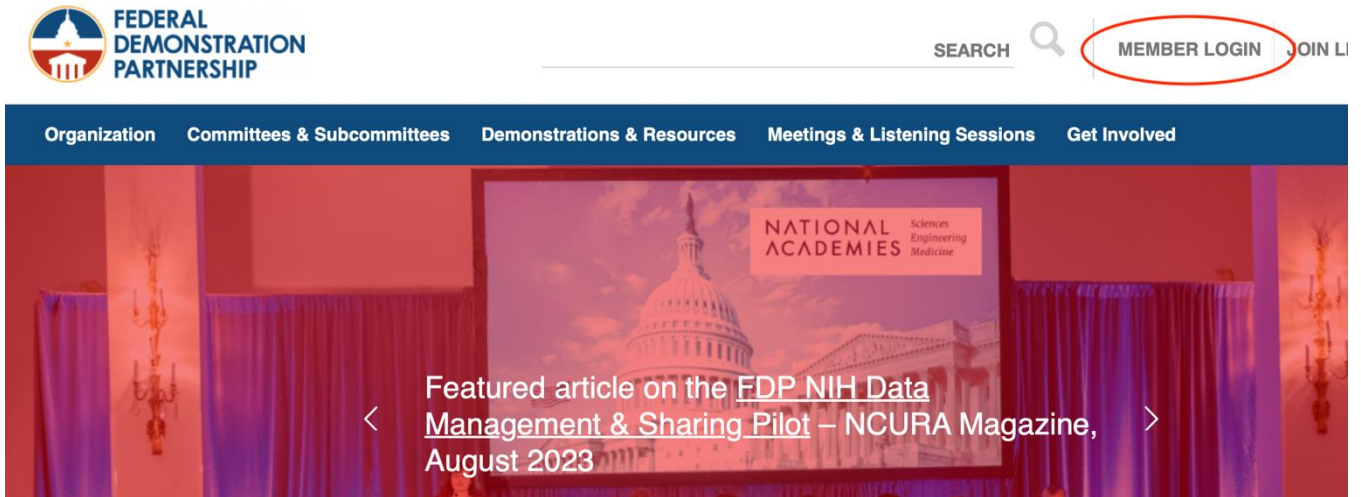 FEDERAL
DEMONSTRATION
PARTNERSHIP
SEARCH
MEMBER LOGIN
JOIN
Organization
Committees & Subcommittees
Demonstrations & Resources
Meetings & Listening Sessions
Get Involved
NATIONAL
ACADEMIES
Sciences
Engineering
Medicine
Featured article on the FDP NIH Data
Management & Sharing Pilot – NCURA Magazine,
August 2023